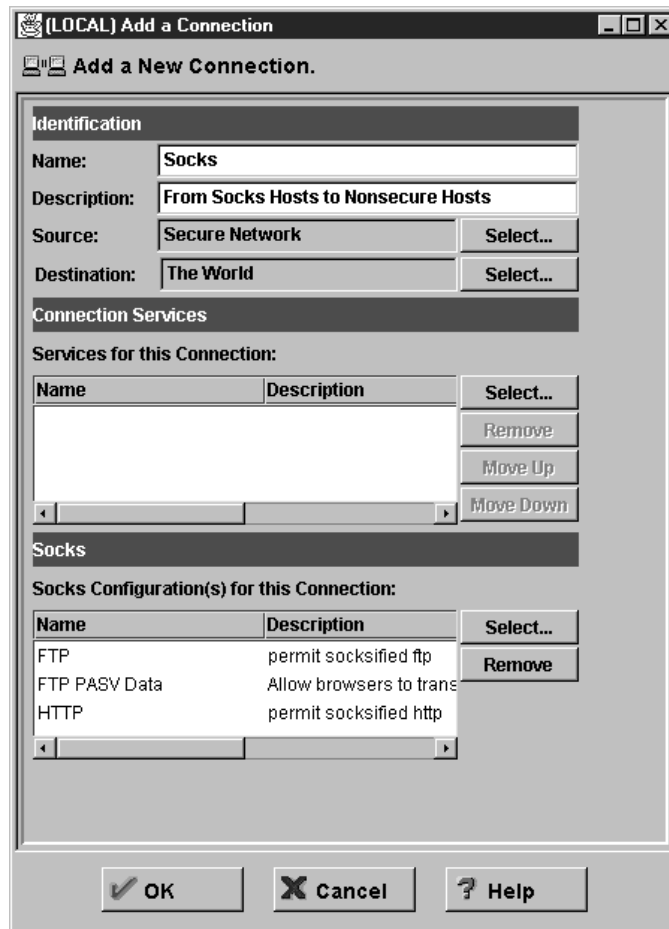 (LOCAL) Add a Connection
Add a New Connection.
Identification
Name: Socks
Description: From Socks Hosts to Nonsecure Hosts
Source: Secure Network Select...
Destination: The World Select...
Connection Services
Services for this Connection:
Name Description Select...
Remove
Move Up
Move Down
Socks
Socks Configuration(s) for this Connection:
Name Description Select...
FTP permit socksified ftp Remove
FTP PASV Data Allow browsers to trans
HTTP permit socksified http
OK Cancel Help